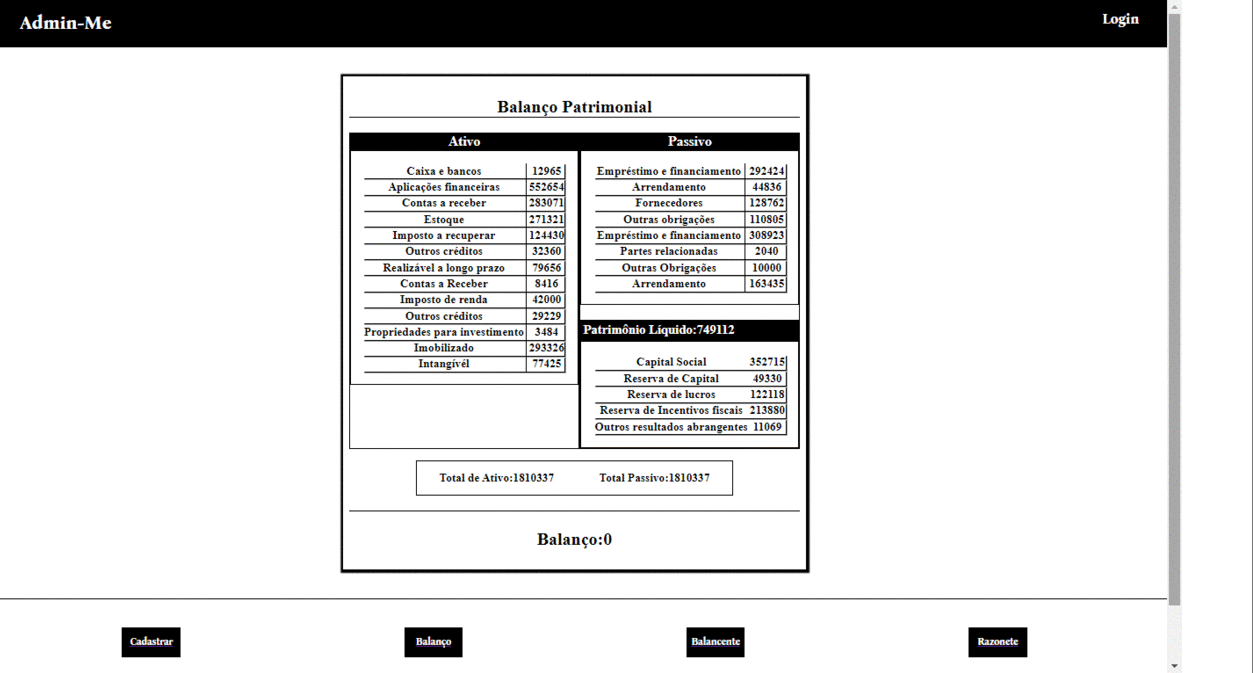 Admin-Me
Login
Balanço Patrimonial
Ativo
Caixa e bancos 12965
Aplicações financeiras 552654
Contas a receber 283071
Estoque 271321
Imposto a recuperar 124430
Outros créditos 32360
Realizável a longo prazo 79656
Contas a Receber 8416
Imposto de renda 42000
Outros créditos 29229
Propriedades para investimento 3484
Imobilizado 293326
Intangívél 77425
Passivo
Empréstimo e financiamento 292424
Arrendamento 44836
Fornecedores 128762
Outras obrigações 110805
Empréstimo e financiamento 308923
Partes relacionadas 2040
Outras Obrigações 10000
Arrendamento 163435
Patrimônio Líquido:749112
Capital Social 352715
Reserva de Capital 49330
Reserva de lucros 122118
Reserva de Incentivos fiscais 213880
Outros resultados abrangentes 11069
Total de Ativo:1810337 Total Passivo:1810337
Balanço:0
Cadastrar
Balanço
Balancente
Razonete